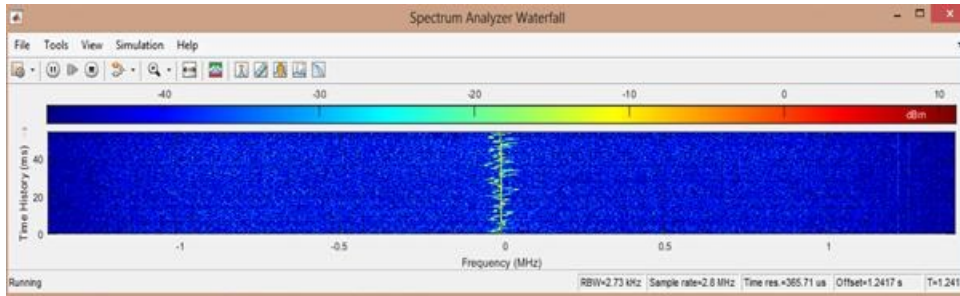 Spectrum Analyzer Waterfall
File Tools View Simulation Help
-40 -30 -20 -10 0 10
dBm
Time History (ms)
40
20
0
-1 -0.5 0 0.5 1
Frequency (MHz)
Running RBW=2.73 kHz Sample rate=2.8 MHz Time res.=365.71 us Offset=1.2417 s T=1.241